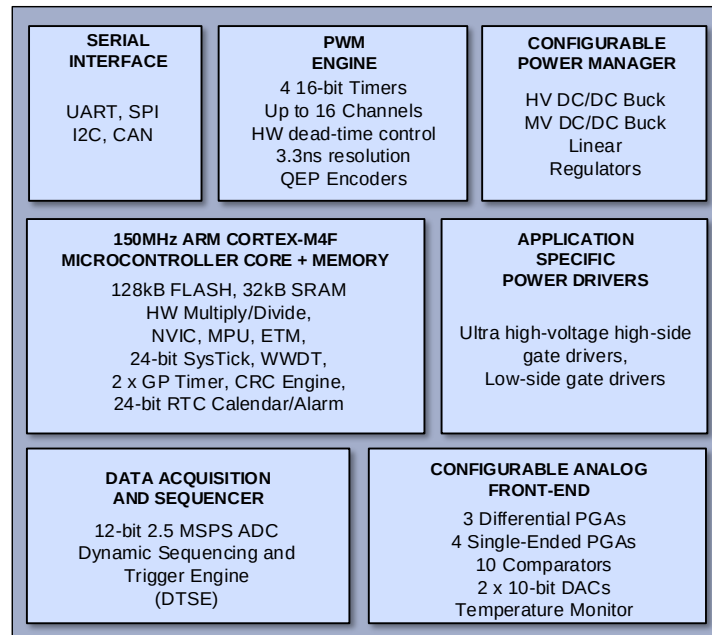 SERIAL
INTERFACE
UART, SPI
I2C, CAN
PWM
ENGINE
4 16-bit Timers
Up to 16 Channels
HW dead-time control
3.3ns resolution
QEP Encoders
CONFIGURABLE
POWER MANAGER
HV DC/DC Buck
MV DC/DC Buck
Linear
Regulators
150MHz ARM CORTEX-M4F
MICROCONTROLLER CORE + MEMORY
128kB FLASH, 32kB SRAM
HW Multiply/Divide,
NVIC, MPU, ETM,
24-bit SysTick, WWDT,
2 x GP Timer, CRC Engine,
24-bit RTC Calendar/Alarm
APPLICATION
SPECIFIC
POWER DRIVERS
Ultra high-voltage high-side
gate drivers,
Low-side gate drivers
DATA ACQUISITION
AND SEQUENCER
12-bit 2.5 MSPS ADC
Dynamic Sequencing and
Trigger Engine
(DTSE)
CONFIGURABLE ANALOG
FRONT-END
3 Differential PGAs
4 Single-Ended PGAs
10 Comparators
2 x 10-bit DACs
Temperature Monitor